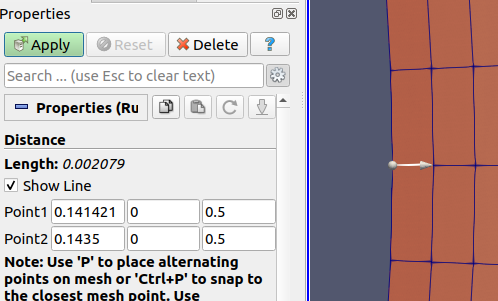 Properties
Apply
Reset
Delete
?
Search ... (use Esc to clear text)
Properties (Ru
Distance
Length: 0.002079
Show Line
Point1 0.141421 0 0.5
Point2 0.1435 0 0.5
Note: Use 'P' to place alternating
points on mesh or 'Ctrl+P' to snap to
the closest mesh point. Use